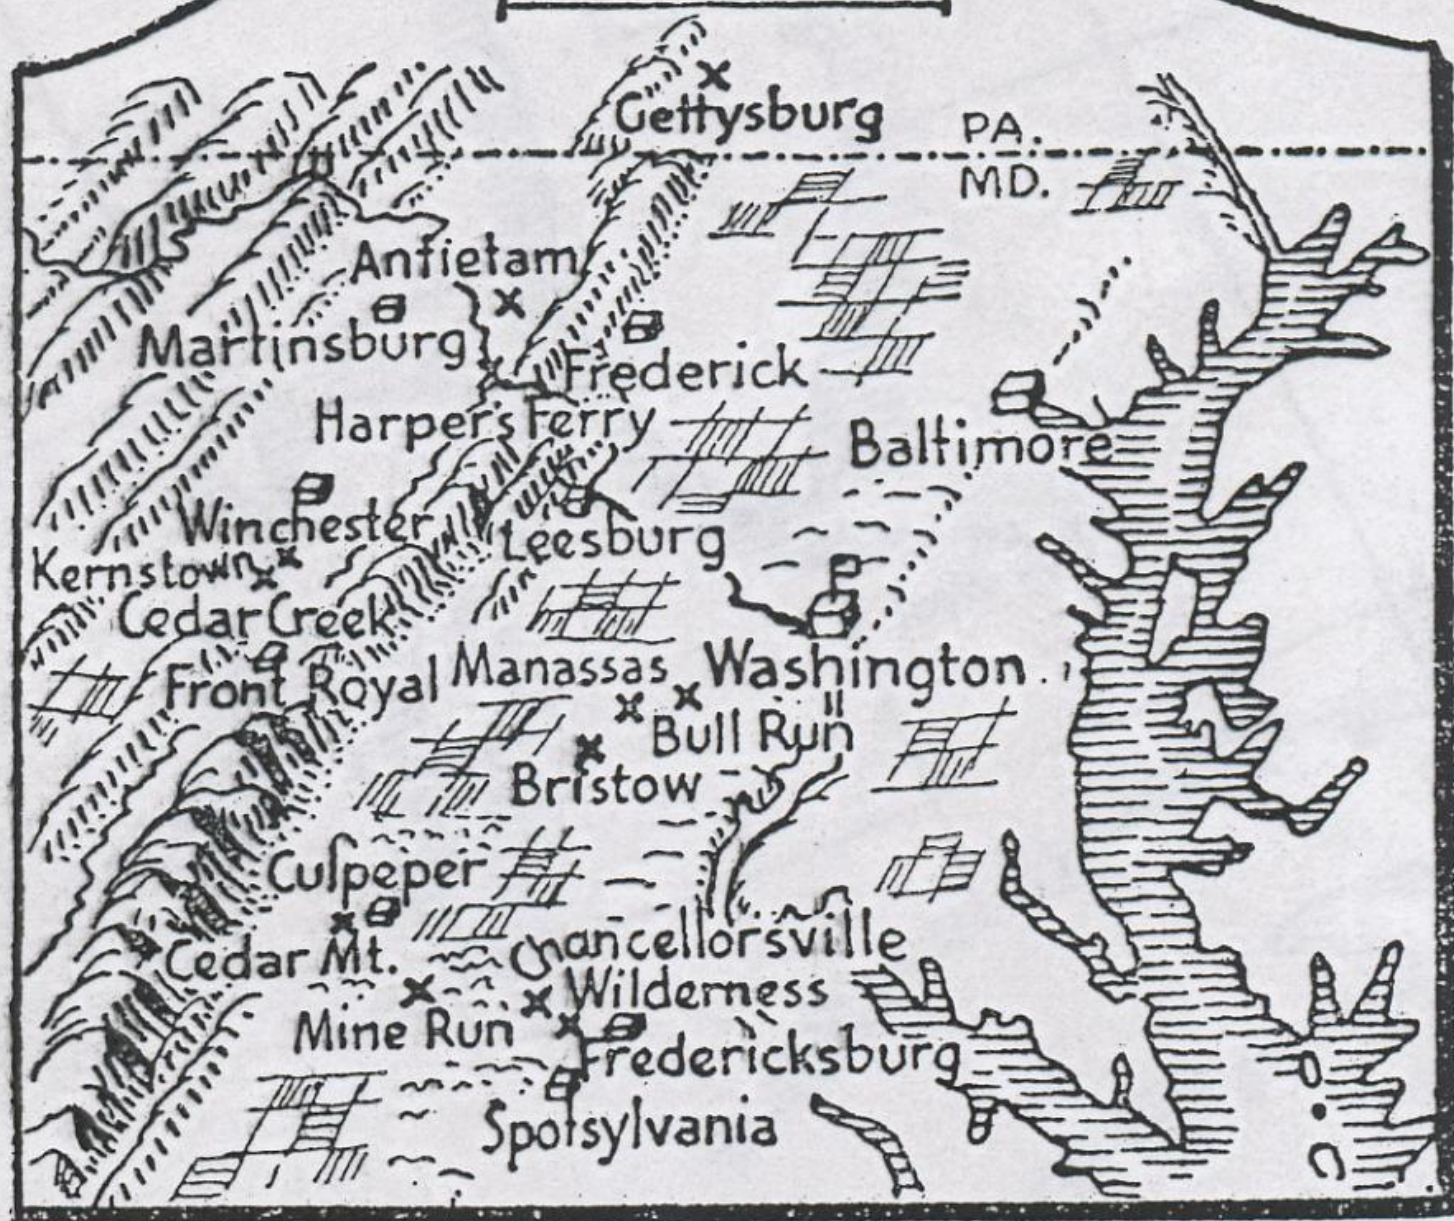 Gettysburg
PA.
MD.
Antietam
Martinsburg
Frederick
Harper's Ferry
Baltimore
Winchester
Leesburg
Kernstown
Cedar Creek
Front Royal
Manassas
Washington
Bull Run
Bristow
Culpeper
Chancellorsville
Cedar Mt.
Wilderness
Mine Run
Fredericksburg
Spotsylvania